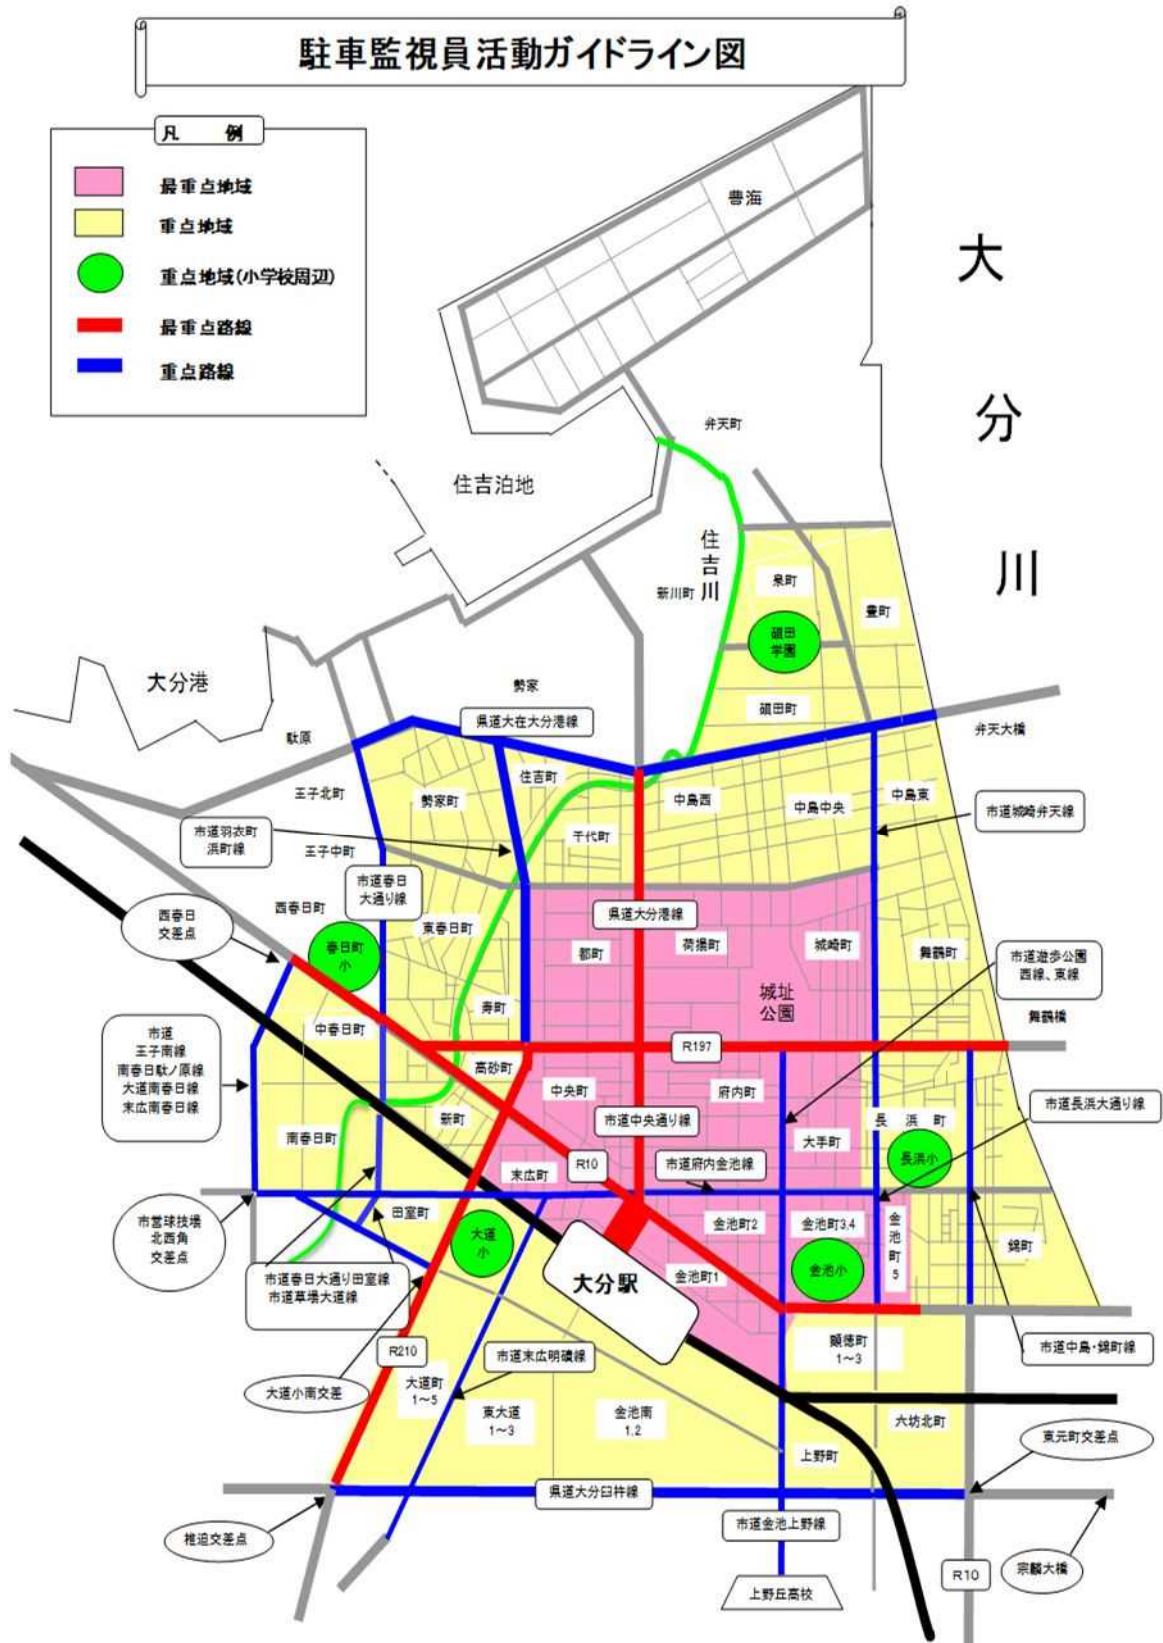 駐車監視員活動ガイドライン図
凡 例
最重点地域
重点地域
重点地域(小学校周辺)
最重点路線
重点路線
豊海
大
分
川
弁天町
住吉泊地
住
吉
川
新川町
泉町
豊町
碩田
学園
碩田町
大分港
勢家
県道大在大分港線
弁天大橋
駄原
王子北町
勢家町
住吉町
中島西
中島中央
中島東
市道城崎弁天線
市道羽衣町
浜町線
王子中町
千代町
市道春日
大通り線
西春日町
西春日
交差点
春日町
小
東春日町
県道大分港線
都町
荷揚町
城崎町
舞鶴町
市道遊歩公園
西線、東線
寿町
城址
公園
舞鶴橋
中春日町
市道
王子南線
南春日駄ノ原線
大道南春日線
末広南春日線
R197
高砂町
中央町
府内町
市道長浜大通り線
新町
市道中央通り線
長 浜 町
南春日町
大手町
長浜小
末広町
R10
市道府内金池線
市営球技場
北西角
交差点
田室町
大道
小
金池町2
金池町3,4
金
池
町
5
錦町
市道春日大通り田室線
市道草場大道線
大分駅
金池町1
金池小
R210
市道末広明磧線
顕徳町
1～3
市道中島・錦町線
大道小南交差
大道町
1～5
東大道
1～3
金池南
1,2
六坊北町
東元町交差点
上野町
県道大分臼杵線
椎迫交差点
市道金池上野線
R10
宗麟大橋
上野丘高校